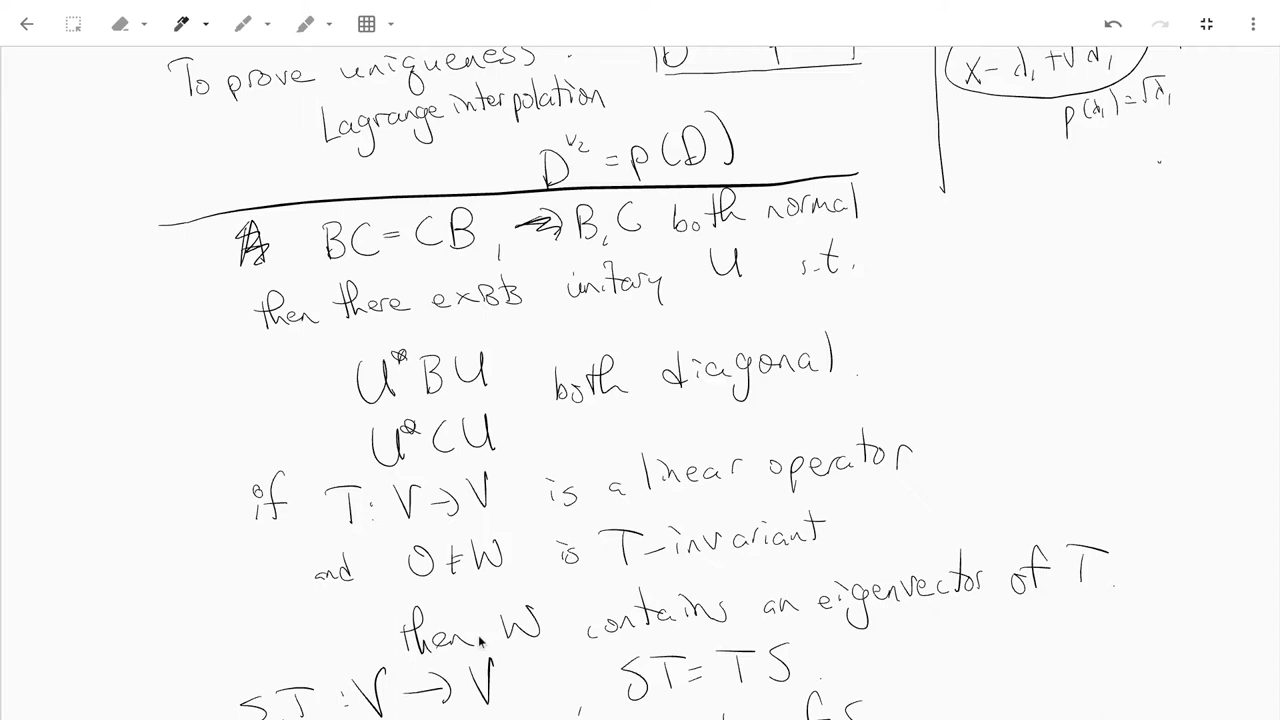 To prove uniqueness.
Lagrange interpolation
D^{1/2} = p(D)
x - λ₁ + √λ₁
p(λ₁) = √λ₁
BC = CB, B, C both normal
then there exists unitary U s.t.
U*BU both diagonal.
U*CU
if T: V → V is a linear operator
and 0 ≠ W is T-invariant
then W contains an eigenvector of T.
S,T: V → V, ST = TS.